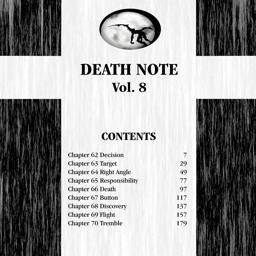 DEATH NOTE
Vol. 8
CONTENTS
Chapter 62 Decision 7
Chapter 63 Target 29
Chapter 64 Right Angle 49
Chapter 65 Responsibility 77
Chapter 66 Death 97
Chapter 67 Button 117
Chapter 68 Discovery 137
Chapter 69 Flight 157
Chapter 70 Tremble 179